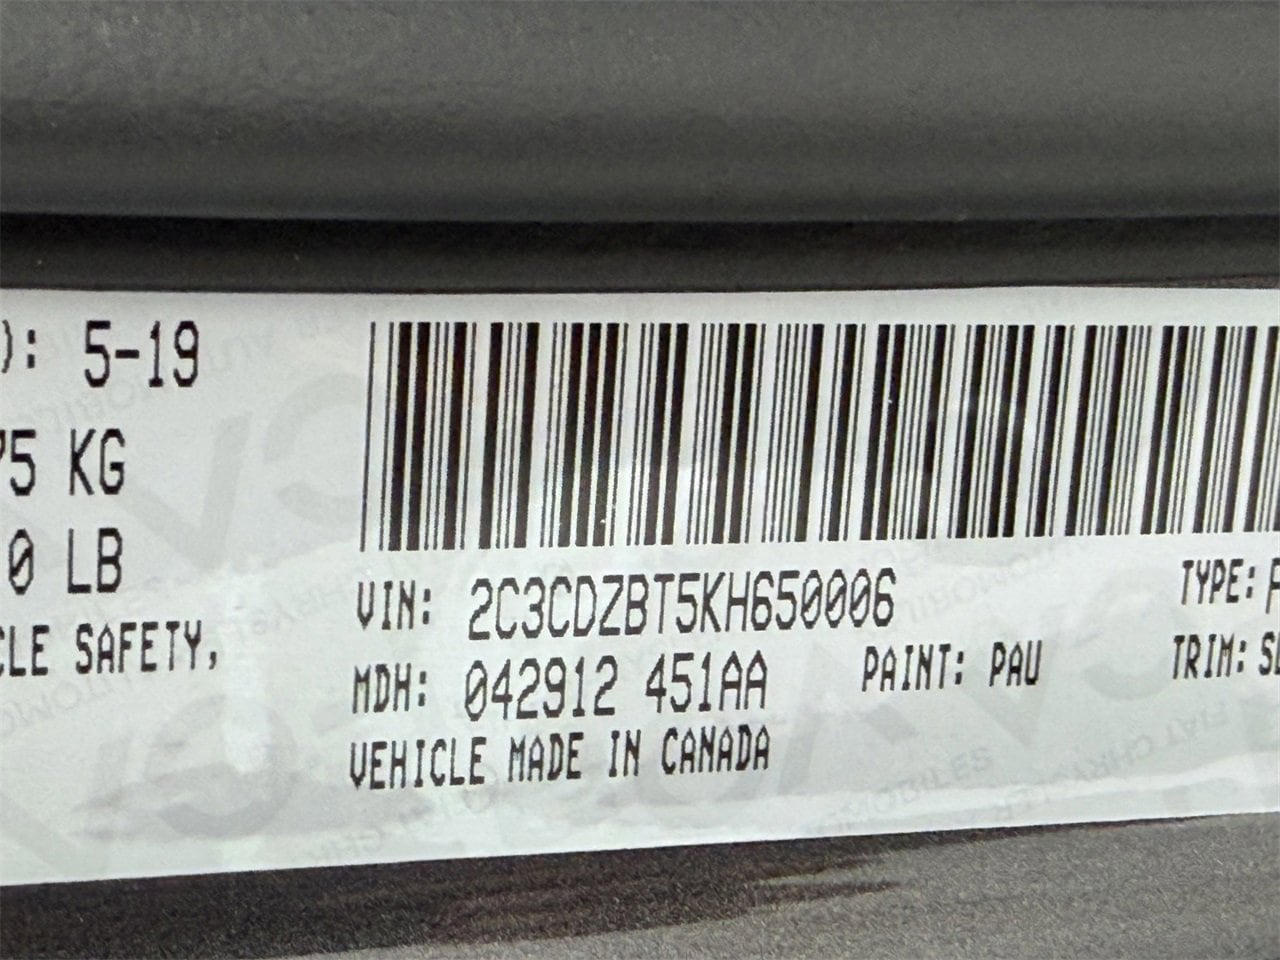 ): 5-19
75 KG
0 LB
CLE SAFETY,
VIN: 2C3CDZBT5KH650006
TYPE:
MDH: 042912 451AA
PAINT: PAU
TRIM:
VEHICLE MADE IN CANADA